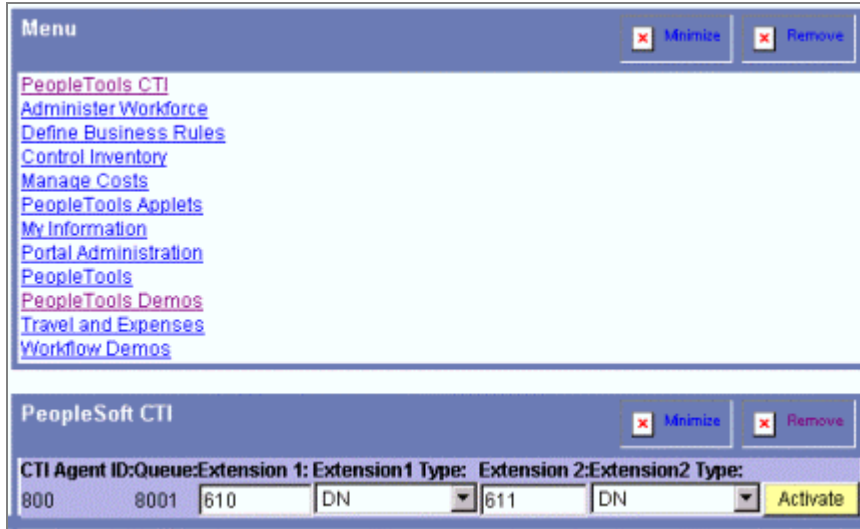 Menu Minimize Remove
PeopleTools CTI
Administer Workforce
Define Business Rules
Control Inventory
Manage Costs
PeopleTools Applets
My Information
Portal Administration
PeopleTools
PeopleTools Demos
Travel and Expenses
Workflow Demos
PeopleSoft CTI Minimize Remove
CTI Agent ID:Queue:Extension 1: Extension1 Type: Extension 2:Extension2 Type:
800 8001 610 DN 611 DN Activate